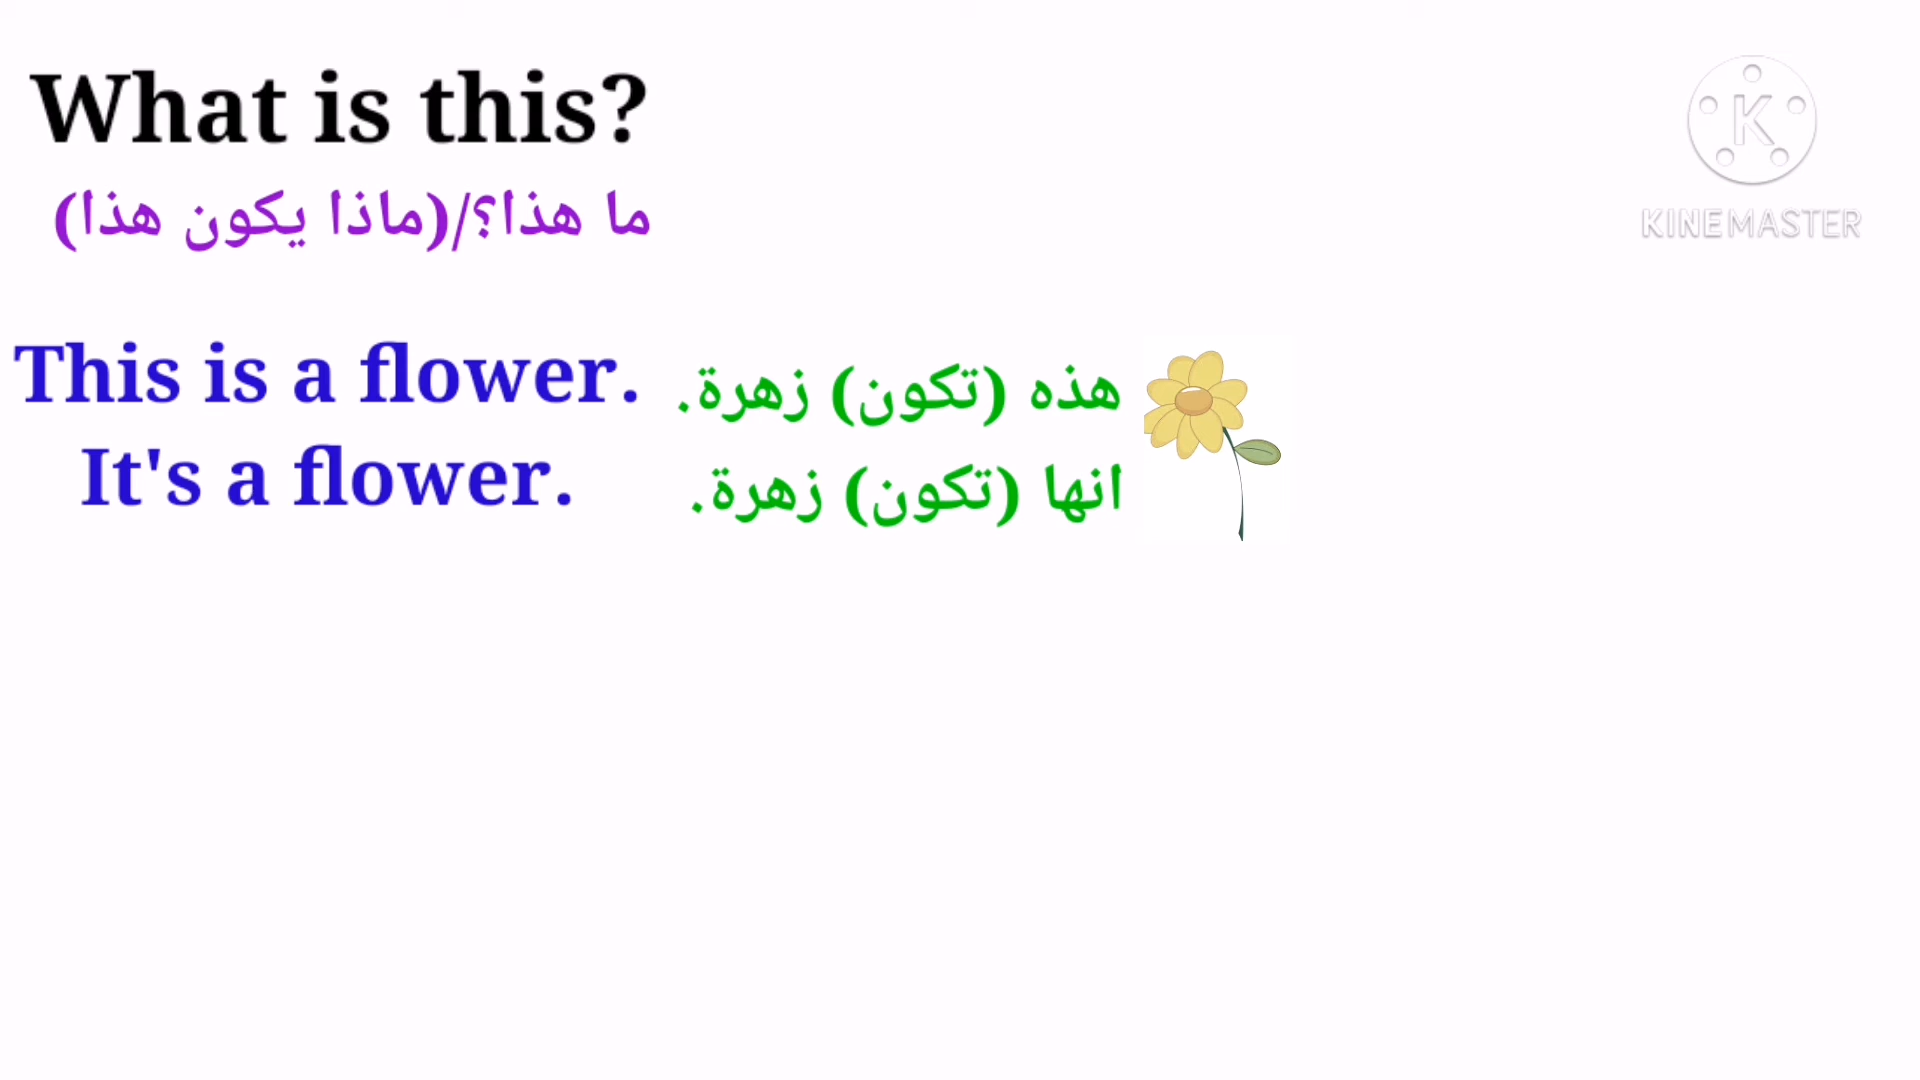 What is this?
ما هذا؟/(ماذا يكون هذا)
This is a flower. هذه (تكون) زهرة.
It's a flower. انها (تكون) زهرة.
K
KINEMASTER